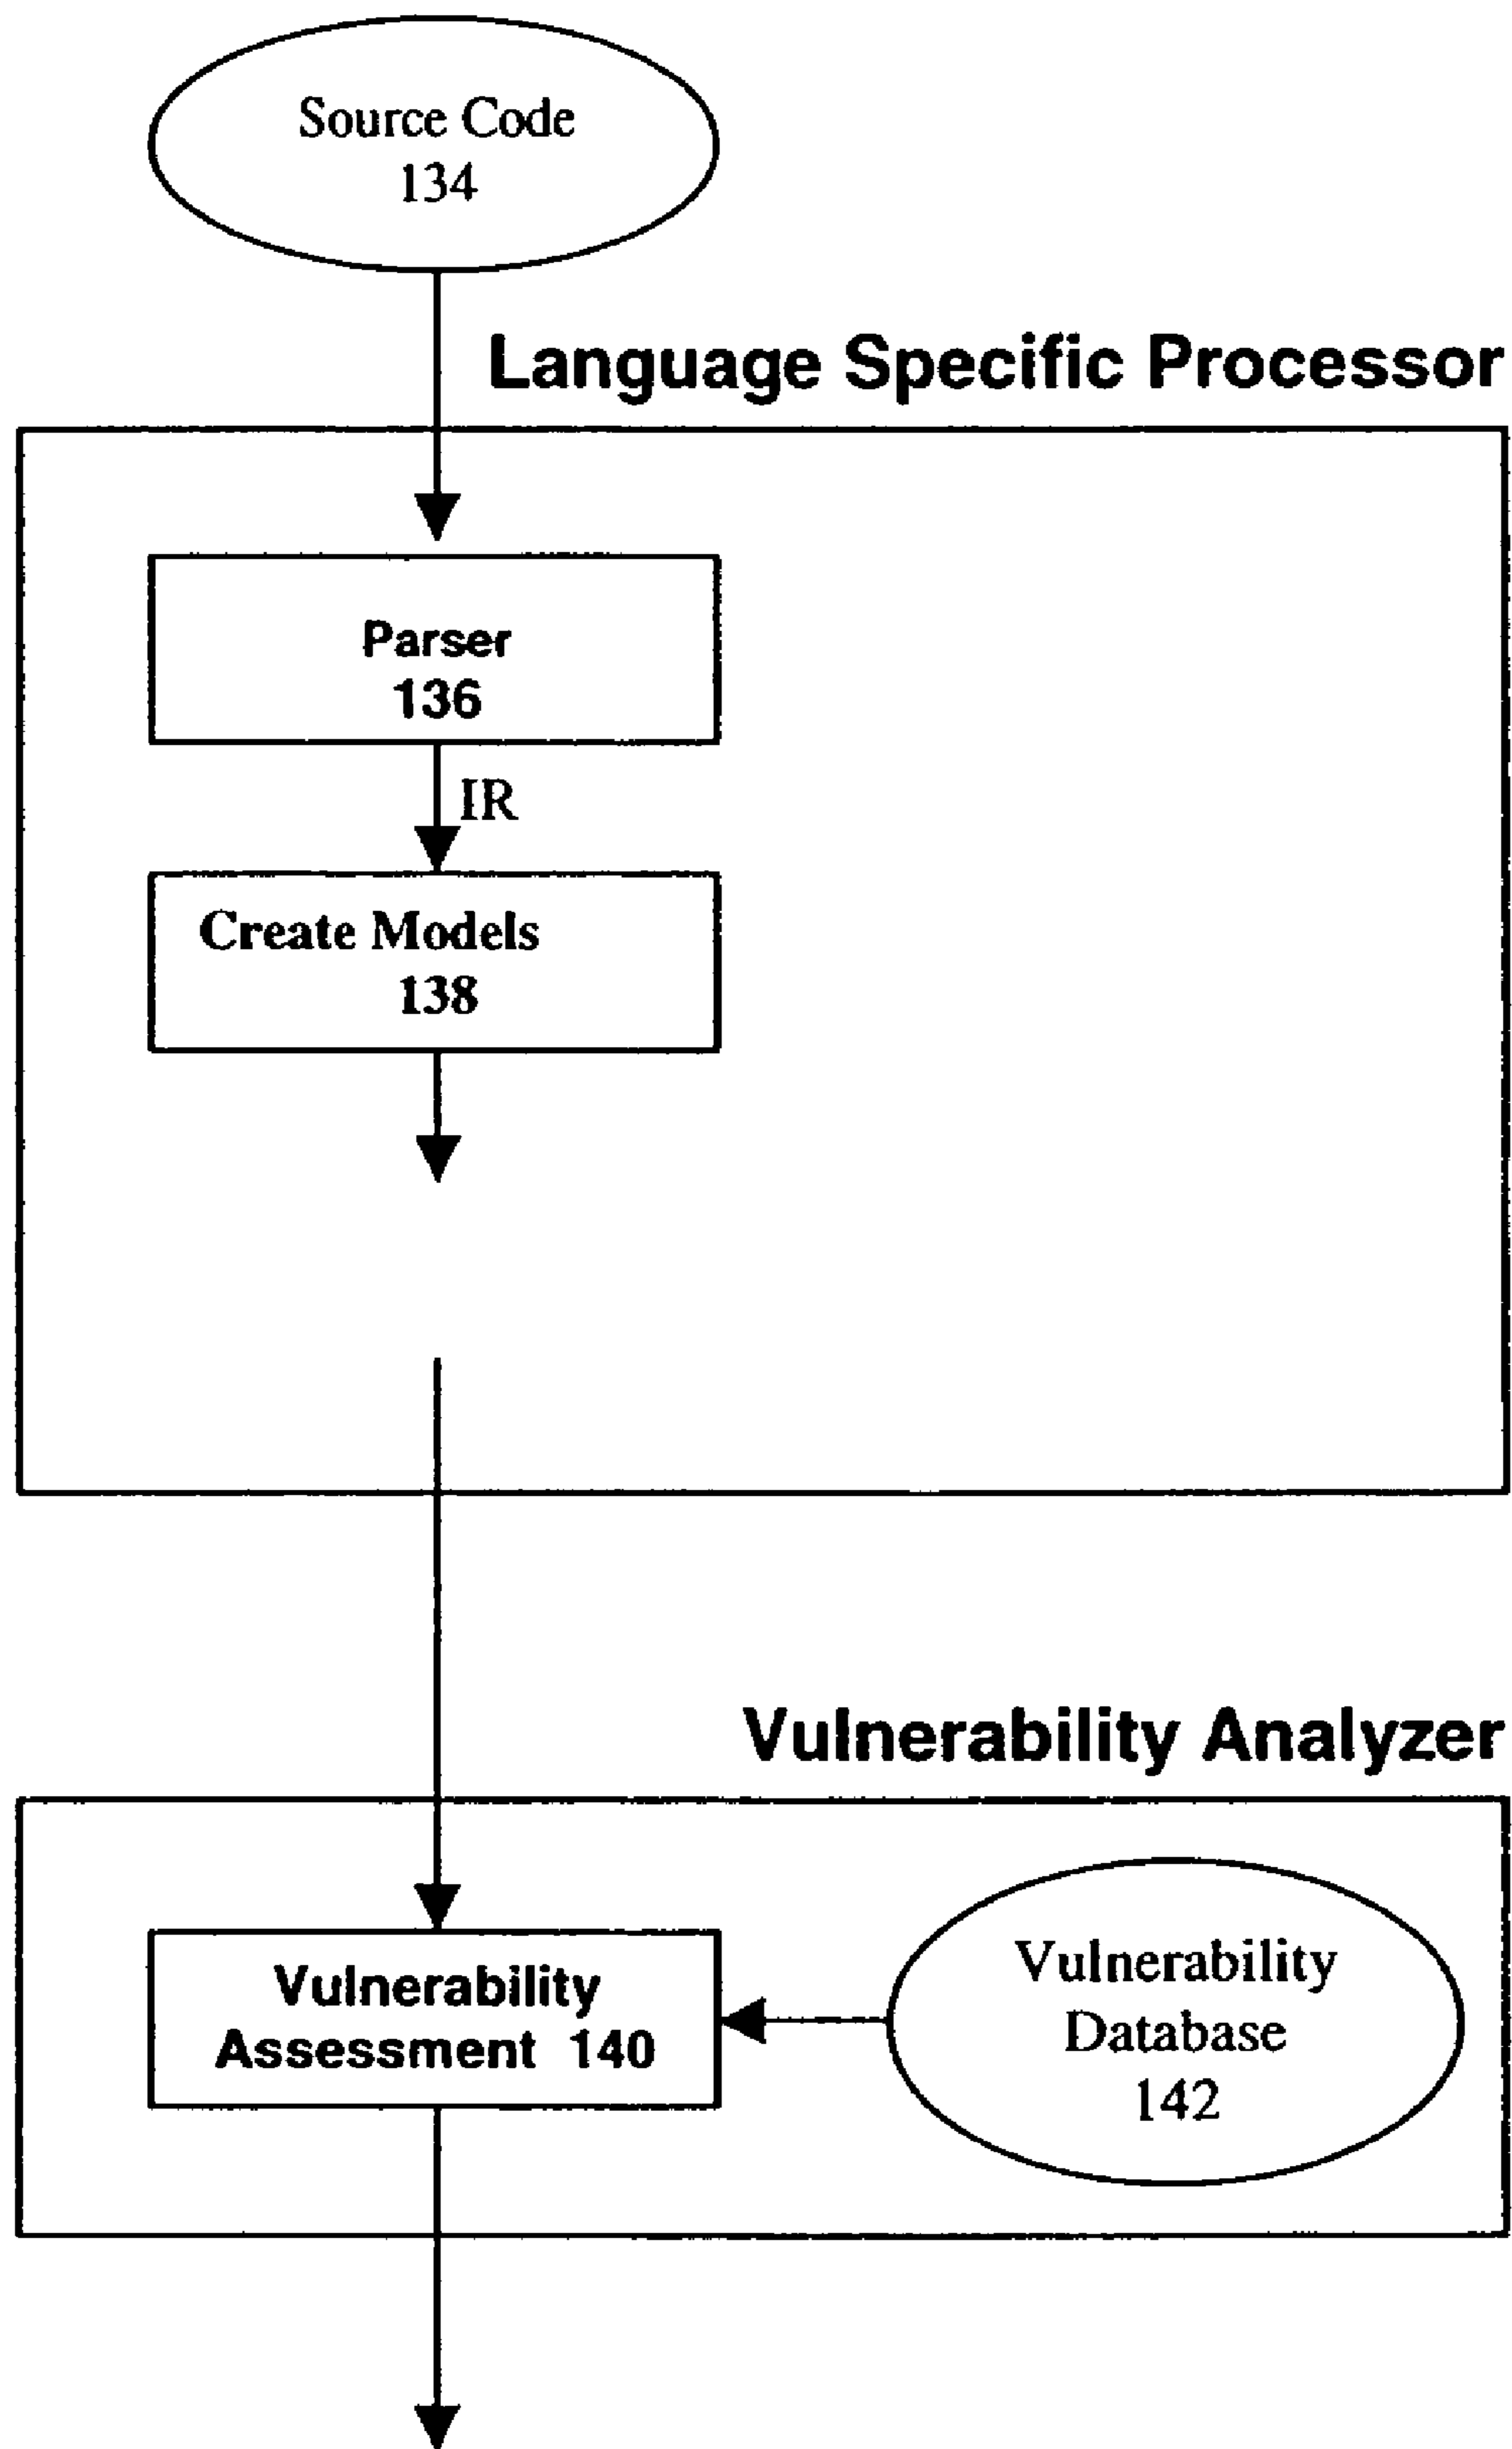 Source Code
134
Language Specific Processor
Parser
136
IR
Create Models
138
Vulnerability Analyzer
Vulnerability
Assessment 140
Vulnerability
Database
142